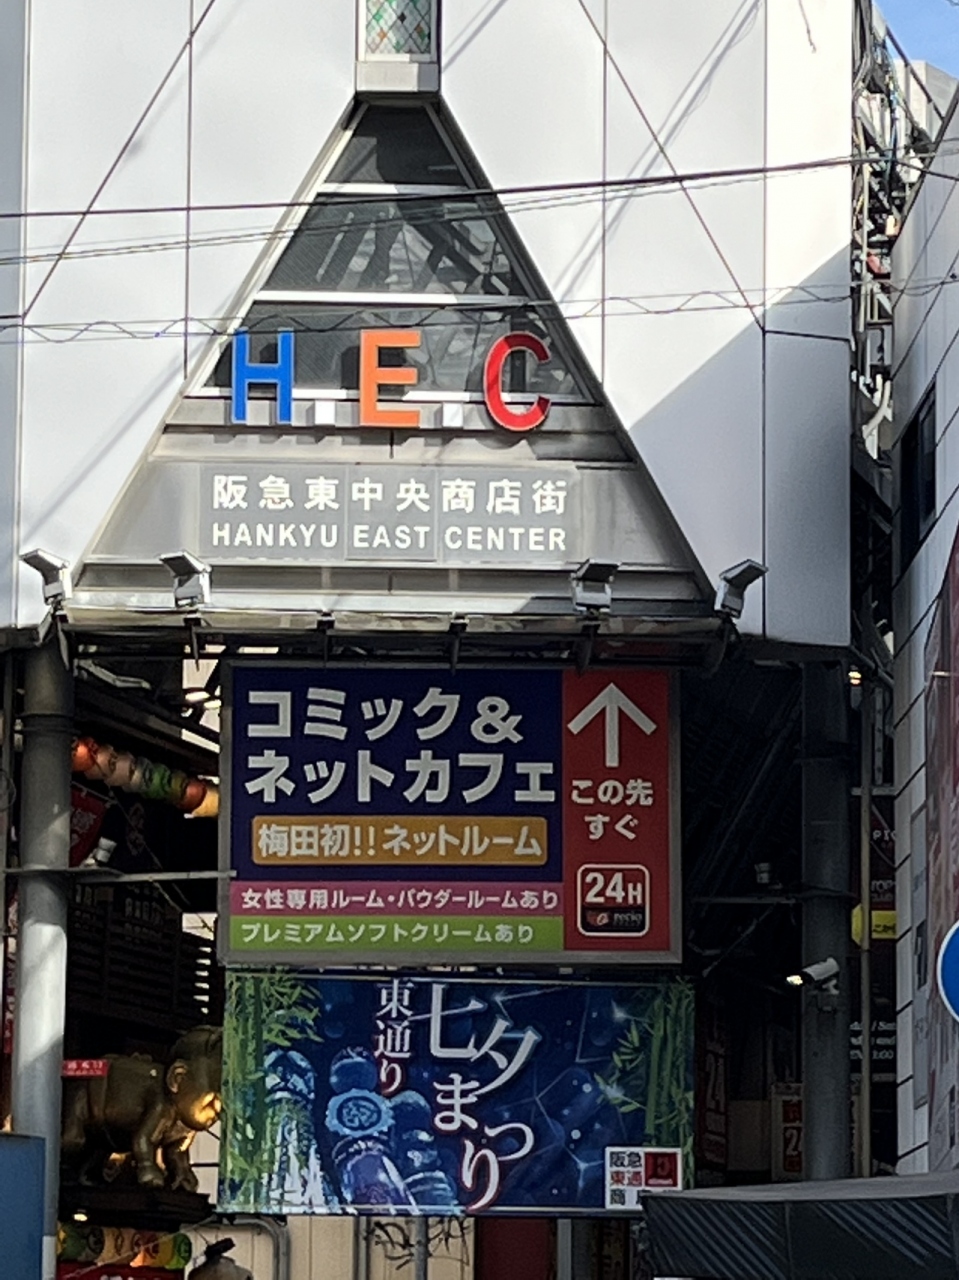 HEC
阪急東中央商店街
HANKYU EAST CENTER
コミック&
ネットカフェ
梅田初!!ネットルーム
女性専用ルーム・パウダールームあり
プレミアムソフトクリームあり
この先
すぐ
24H
東通り
七夕まつり
阪急
東通
商